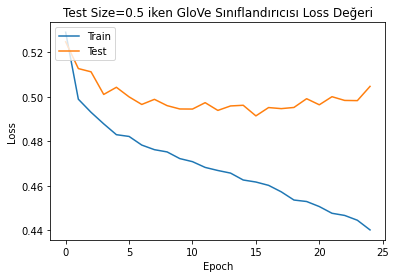 Test Size=0.5 iken GloVe Sınıflandırıcısı Loss Değeri
Train
Test
0.52
0.50
0.48
0.46
0.44
Loss
0
5
10
15
20
25
Epoch